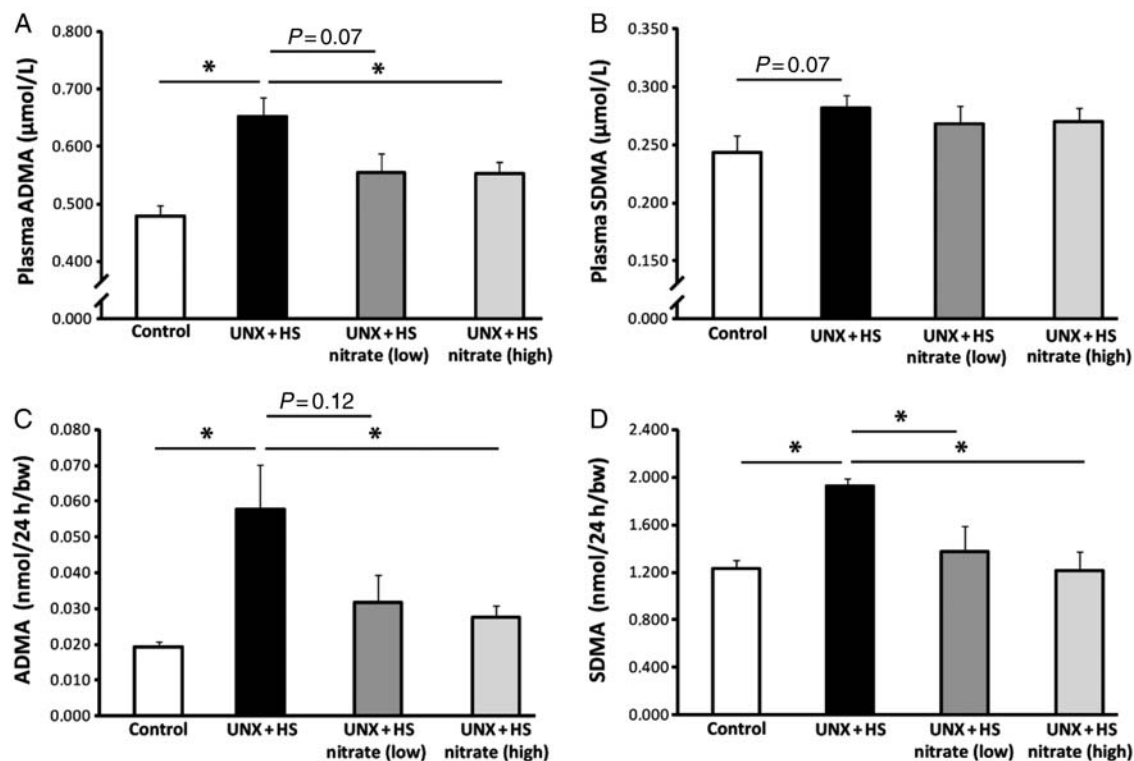 A
Plasma ADMA (µmol/L)
0.800
0.700
0.600
0.500
0.400
0.000
P=0.07
*
*
Control
UNX+HS
UNX+HS
nitrate (low)
UNX+HS
nitrate (high)
B
Plasma SDMA (µmol/L)
0.350
0.300
0.250
0.200
0.150
0.000
P=0.07
Control
UNX+HS
UNX+HS
nitrate (low)
UNX+HS
nitrate (high)
C
ADMA (nmol/24 h/bw)
0.080
0.070
0.060
0.050
0.040
0.030
0.020
0.010
0.000
P=0.12
*
*
Control
UNX+HS
UNX+HS
nitrate (low)
UNX+HS
nitrate (high)
D
SDMA (nmol/24 h/bw)
2.400
2.000
1.600
1.200
0.800
0.400
0.000
*
*
*
Control
UNX+HS
UNX+HS
nitrate (low)
UNX+HS
nitrate (high)